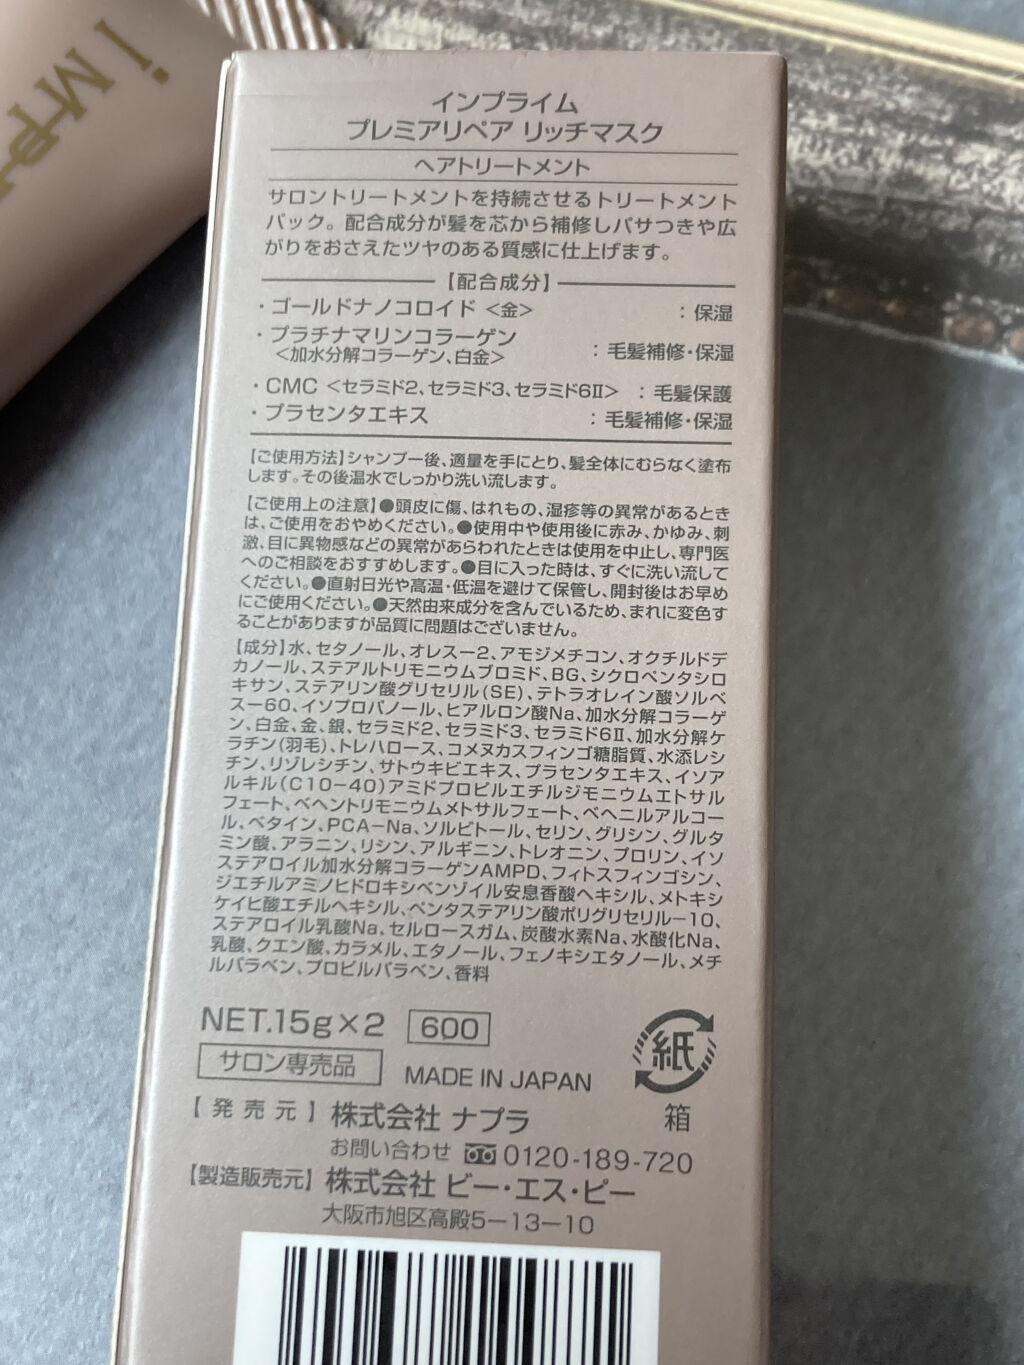 iMP
インプライム
プレミアリペア リッチマスク
ヘアトリートメント
サロントリートメントを持続させるトリートメント
パック。配合成分が髪を芯から補修しパサつきや広
がりをおさえたツヤのある質感に仕上げます。
【配合成分】
・ゴールドナノコロイド <金> :保湿
・プラチナマリンコラーゲン
<加水分解コラーゲン、白金> :毛髪補修・保湿
・CMC <セラミド2、セラミド3、セラミド6Ⅱ> :毛髪保護
・プラセンタエキス :毛髪補修・保湿
【ご使用方法】シャンプー後、適量を手にとり、髪全体にむらなく塗布
します。その後温水でしっかり洗い流します。
【ご使用上の注意】●頭皮に傷、はれもの、湿疹等の異常があるとき
は、ご使用をおやめください。●使用中や使用後に赤み、かゆみ、刺
激、目に異物感などの異常があらわれたときは使用を中止し、専門医
へのご相談をおすすめします。●目に入った時は、すぐに洗い流して
ください。●直射日光や高温・低温を避けて保管し、開封後はお早め
にご使用ください。●天然由来成分を含んでいるため、まれに変色す
ることがありますが品質に問題はございません。
【成分】水、セタノール、オレスー2、アモジメチコン、オクチルドデ
カノール、ステアルトリモニウムブロミド、BG、シクロペンタシロ
キサン、ステアリン酸グリセリル(SE)、テトラオレイン酸ソルベ
スー60、イソプロパノール、ヒアルロン酸Na、加水分解コラーゲ
ン、白金、金、銀、セラミド2、セラミド3、セラミド6Ⅱ、加水分解ケ
ラチン(羽毛)、トレハロース、コメヌカスフィンゴ糖脂質、水添レシ
チン、リゾレシチン、サトウキビエキス、プラセンタエキス、イソア
ルキル(C10-40)アミドプロピルエチルジモニウムエトサル
フェート、ベヘントリモニウムメトサルフェート、ベヘニルアルコー
ル、ベタイン、PCA-Na、ソルビトール、セリン、グリシン、グルタ
ミン酸、アラニン、リシン、アルギニン、トレオニン、プロリン、イソ
ステアロイル加水分解コラーゲンAMPD、フィトスフィンゴシン、
ジエチルアミノヒドロキシベンゾイル安息香酸ヘキシル、メトキシ
ケイヒ酸エチルヘキシル、ペンタステアリン酸ポリグリセリル-10、
ステアロイル乳酸Na、セルロースガム、炭酸水素Na、水酸化Na、
乳酸、クエン酸、カラメル、エタノール、フェノキシエタノール、メチ
ルパラベン、プロピルパラベン、香料
NET.15g×2 600
サロン専売品 MADE IN JAPAN
紙
箱
【発売元】株式会社 ナプラ
お問い合わせ 0120-189-720
【製造販売元】株式会社 ビー・エス・ピー
大阪市旭区高殿5-13-10